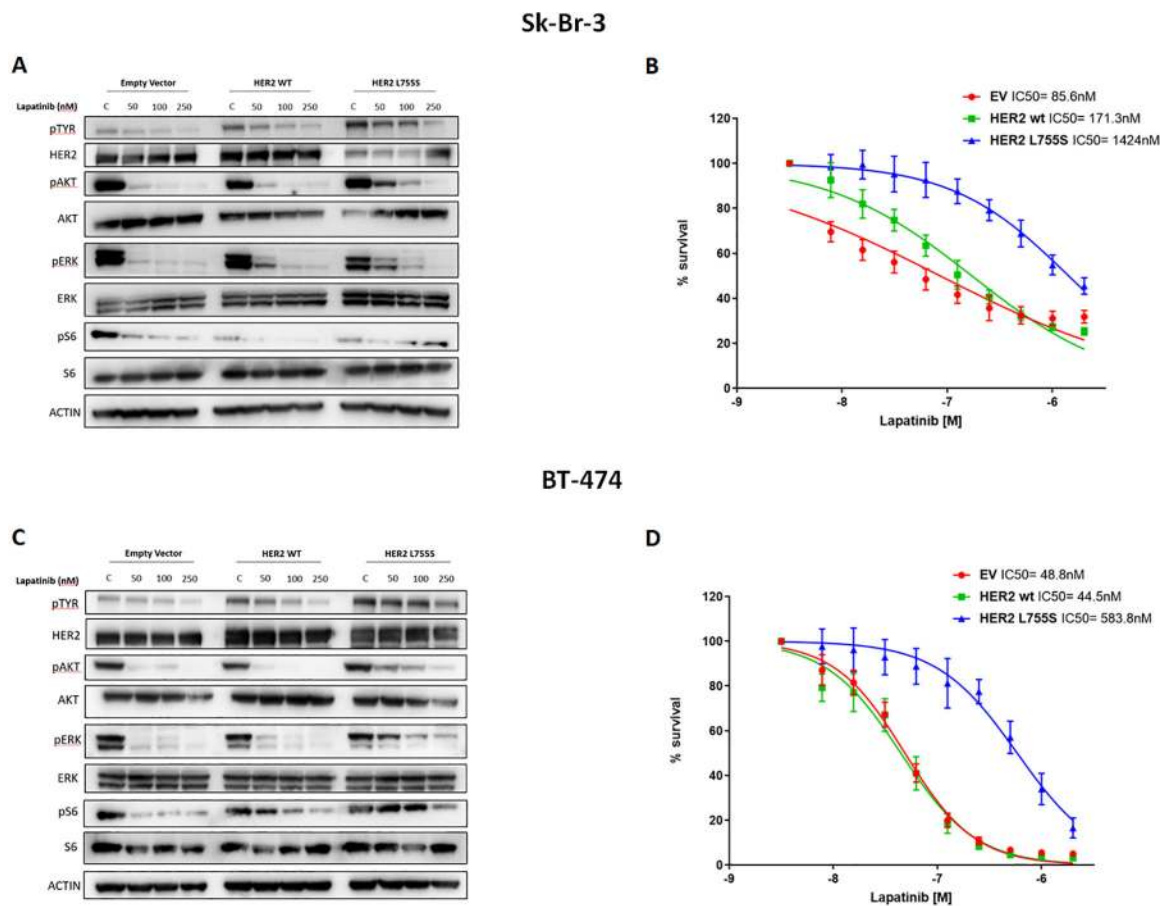 Sk-Br-3
A
Empty Vector HER2 WT HER2 L755S
Lapatinib (nM) C 50 100 250 C 50 100 250 C 50 100 250
pTYR
HER2
pAKT
AKT
pERK
ERK
pS6
S6
ACTIN
B
EV IC50= 85.6nM
HER2 wt IC50= 171.3nM
HER2 L755S IC50= 1424nM
% survival
120
100
80
60
40
20
0
-9 -8 -7 -6
Lapatinib [M]
BT-474
C
Empty Vector HER2 WT HER2 L755S
Lapatinib (nM) C 50 100 250 C 50 100 250 C 50 100 250
pTYR
HER2
pAKT
AKT
pERK
ERK
pS6
S6
ACTIN
D
EV IC50= 48.8nM
HER2 wt IC50= 44.5nM
HER2 L755S IC50= 583.8nM
% survival
120
100
80
60
40
20
0
-9 -8 -7 -6
Lapatinib [M]